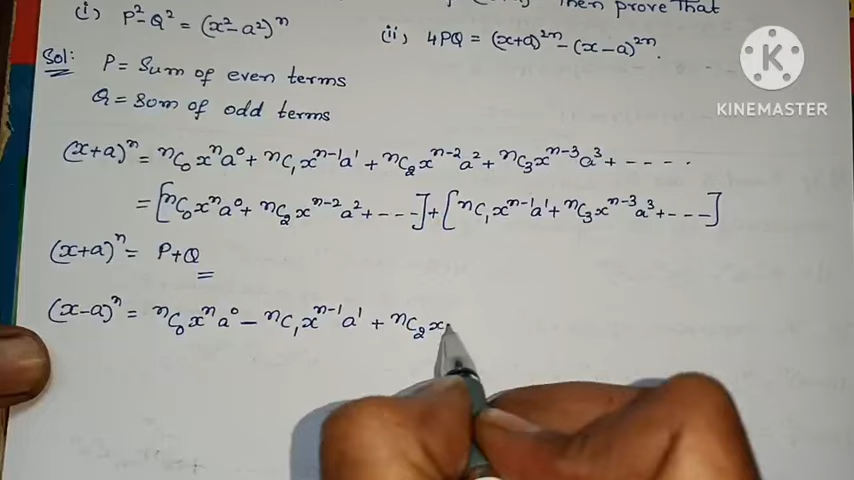 Then prove that
(i) P²-Q² = (x²-a²)ⁿ
(ii) 4PQ = (x+a)²ⁿ-(x-a)²ⁿ.
Sol: P = Sum of even terms
Q = Som of odd terms
(x+a)ⁿ = ⁿC₀xⁿa⁰ + ⁿC₁xⁿ⁻¹a¹ + ⁿC₂xⁿ⁻²a² + ⁿC₃xⁿ⁻³a³ + - - - - .
= [ⁿC₀xⁿa⁰ + ⁿC₂xⁿ⁻²a² + - - -] + [ⁿC₁xⁿ⁻¹a¹ + ⁿC₃xⁿ⁻³a³ + - - -]
(x+a)ⁿ = P+Q
(x-a)ⁿ = ⁿC₀xⁿa⁰ - ⁿC₁xⁿ⁻¹a¹ + ⁿC₂x
KINEMASTER